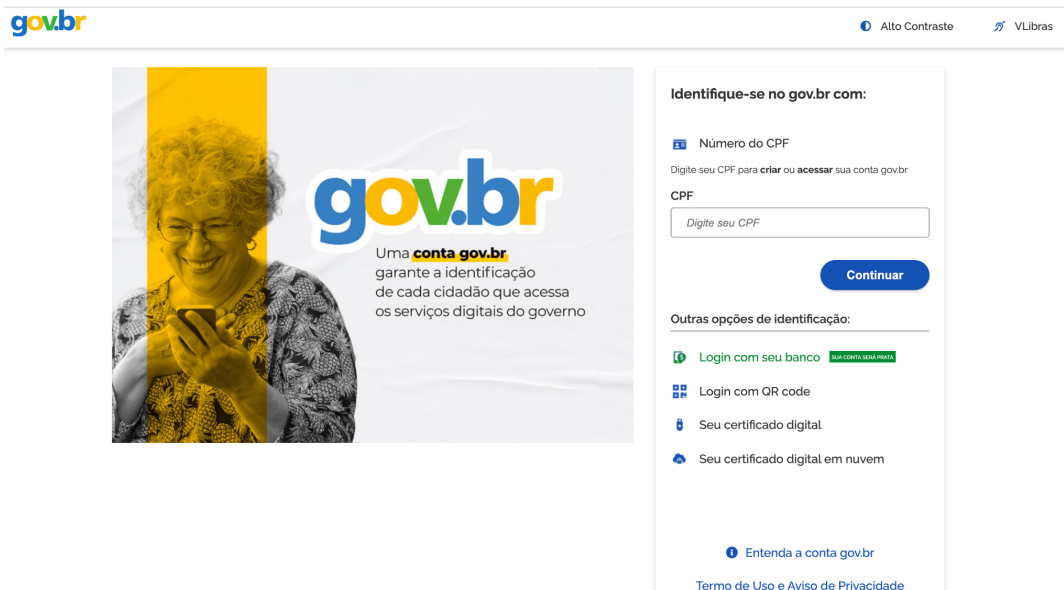 gov.br
Alto Contraste
VLibras
gov.br
Uma conta gov.br
garante a identificação
de cada cidadão que acessa
os serviços digitais do governo
Identifique-se no gov.br com:
Número do CPF
Digite seu CPF para criar ou acessar sua conta gov.br
CPF
Digite seu CPF
Continuar
Outras opções de identificação:
Login com seu banco SUA CONTA SERÁ PRATA
Login com QR code
Seu certificado digital
Seu certificado digital em nuvem
Entenda a conta gov.br
Termo de Uso e Aviso de Privacidade